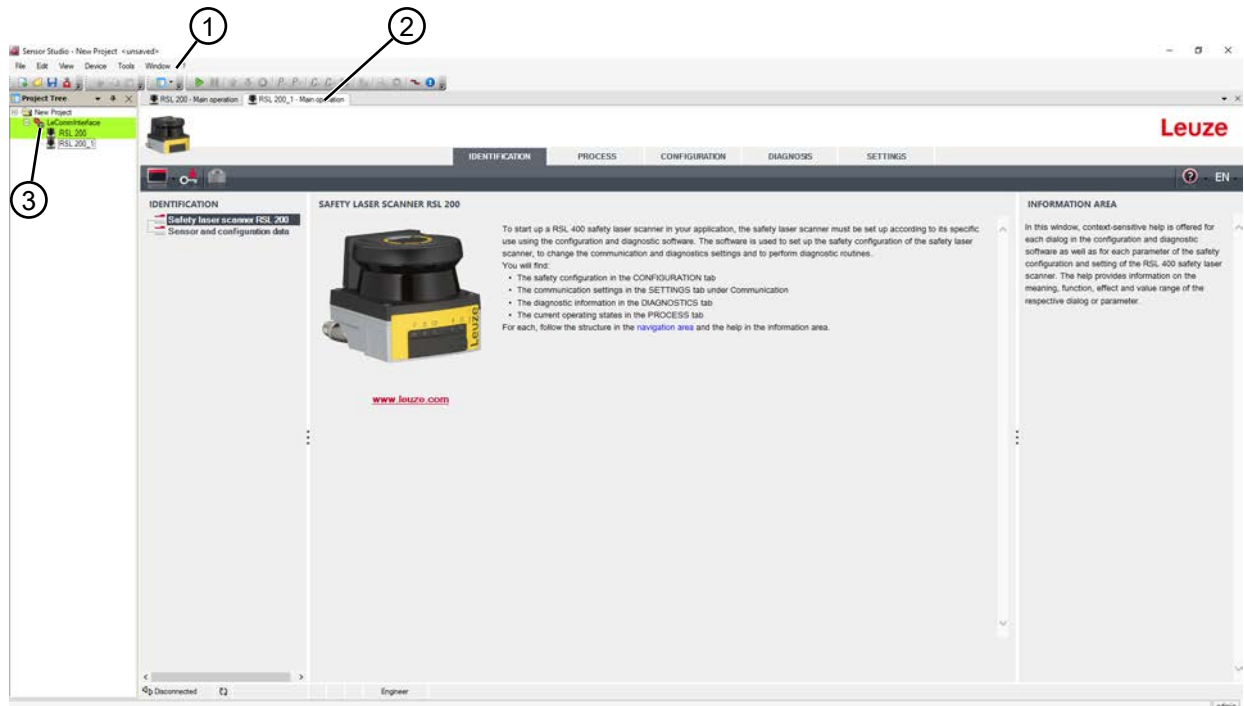 1
2
Sensor Studio - New Project <unsaved>
File Edit View Device Tools Window ?
Project Tree
RSL 200 - Main operation
RSL 200_1 - Main operation
New Project
LeCommInterface
RSL 200
RSL 200_1
3
Leuze
IDENTIFICATION PROCESS CONFIGURATION DIAGNOSIS SETTINGS
EN
IDENTIFICATION
Safety laser scanner RSL 200
Sensor and configuration data
SAFETY LASER SCANNER RSL 200
Leuze
www.leuze.com
To start up a RSL 400 safety laser scanner in your application, the safety laser scanner must be set up according to its specific
use using the configuration and diagnostic software. The software is used to set up the safety configuration of the safety laser
scanner, to change the communication and diagnostics settings and to perform diagnostic routines.
You will find:
• The safety configuration in the CONFIGURATION tab
• The communication settings in the SETTINGS tab under Communication
• The diagnostic information in the DIAGNOSTICS tab
• The current operating states in the PROCESS tab
For each, follow the structure in the navigation area and the help in the information area.
INFORMATION AREA
In this window, context-sensitive help is offered for
each dialog in the configuration and diagnostic
software as well as for each parameter of the safety
configuration and setting of the RSL 400 safety laser
scanner. The help provides information on the
meaning, function, effect and value range of the
respective dialog or parameter.
Disconnected
Engineer